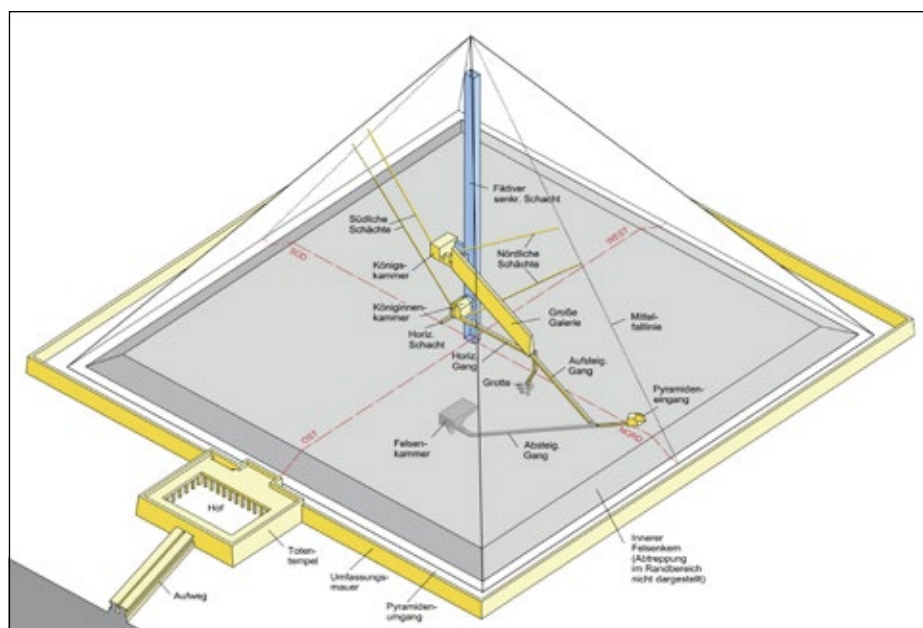 Fiktiver
senkr. Schacht
Südliche
Schächte
WEST
SÜD
Nördliche
Schächte
Königs-
kammer
Königinnen-
kammer
Große
Galerie
Mittel-
falllinie
Horiz.
Schacht
Horiz.
Gang
Aufsteig.
Gang
Grotte
Pyramiden-
eingang
Felsen-
kammer
Absteig.
Gang
NORD
OST
Hof
Toten-
tempel
Innerer
Felsenkern
(Abtreppung
im Randbereich
nicht dargestellt)
Umfassungs-
mauer
Aufweg
Pyramiden-
umgang